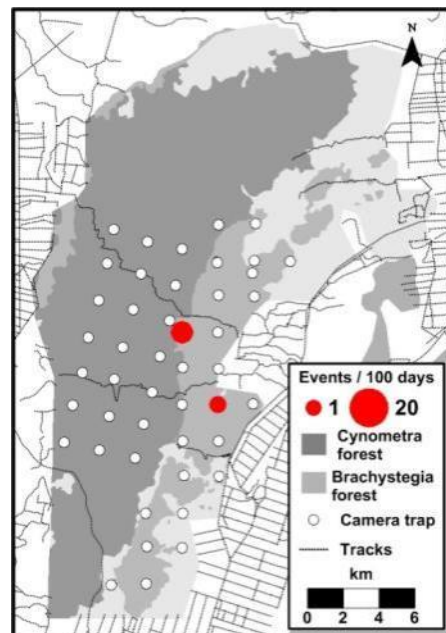 N
Events / 100 days
1 20
Cynometra
forest
Brachystegia
forest
Camera trap
Tracks
km
0 2 4 6